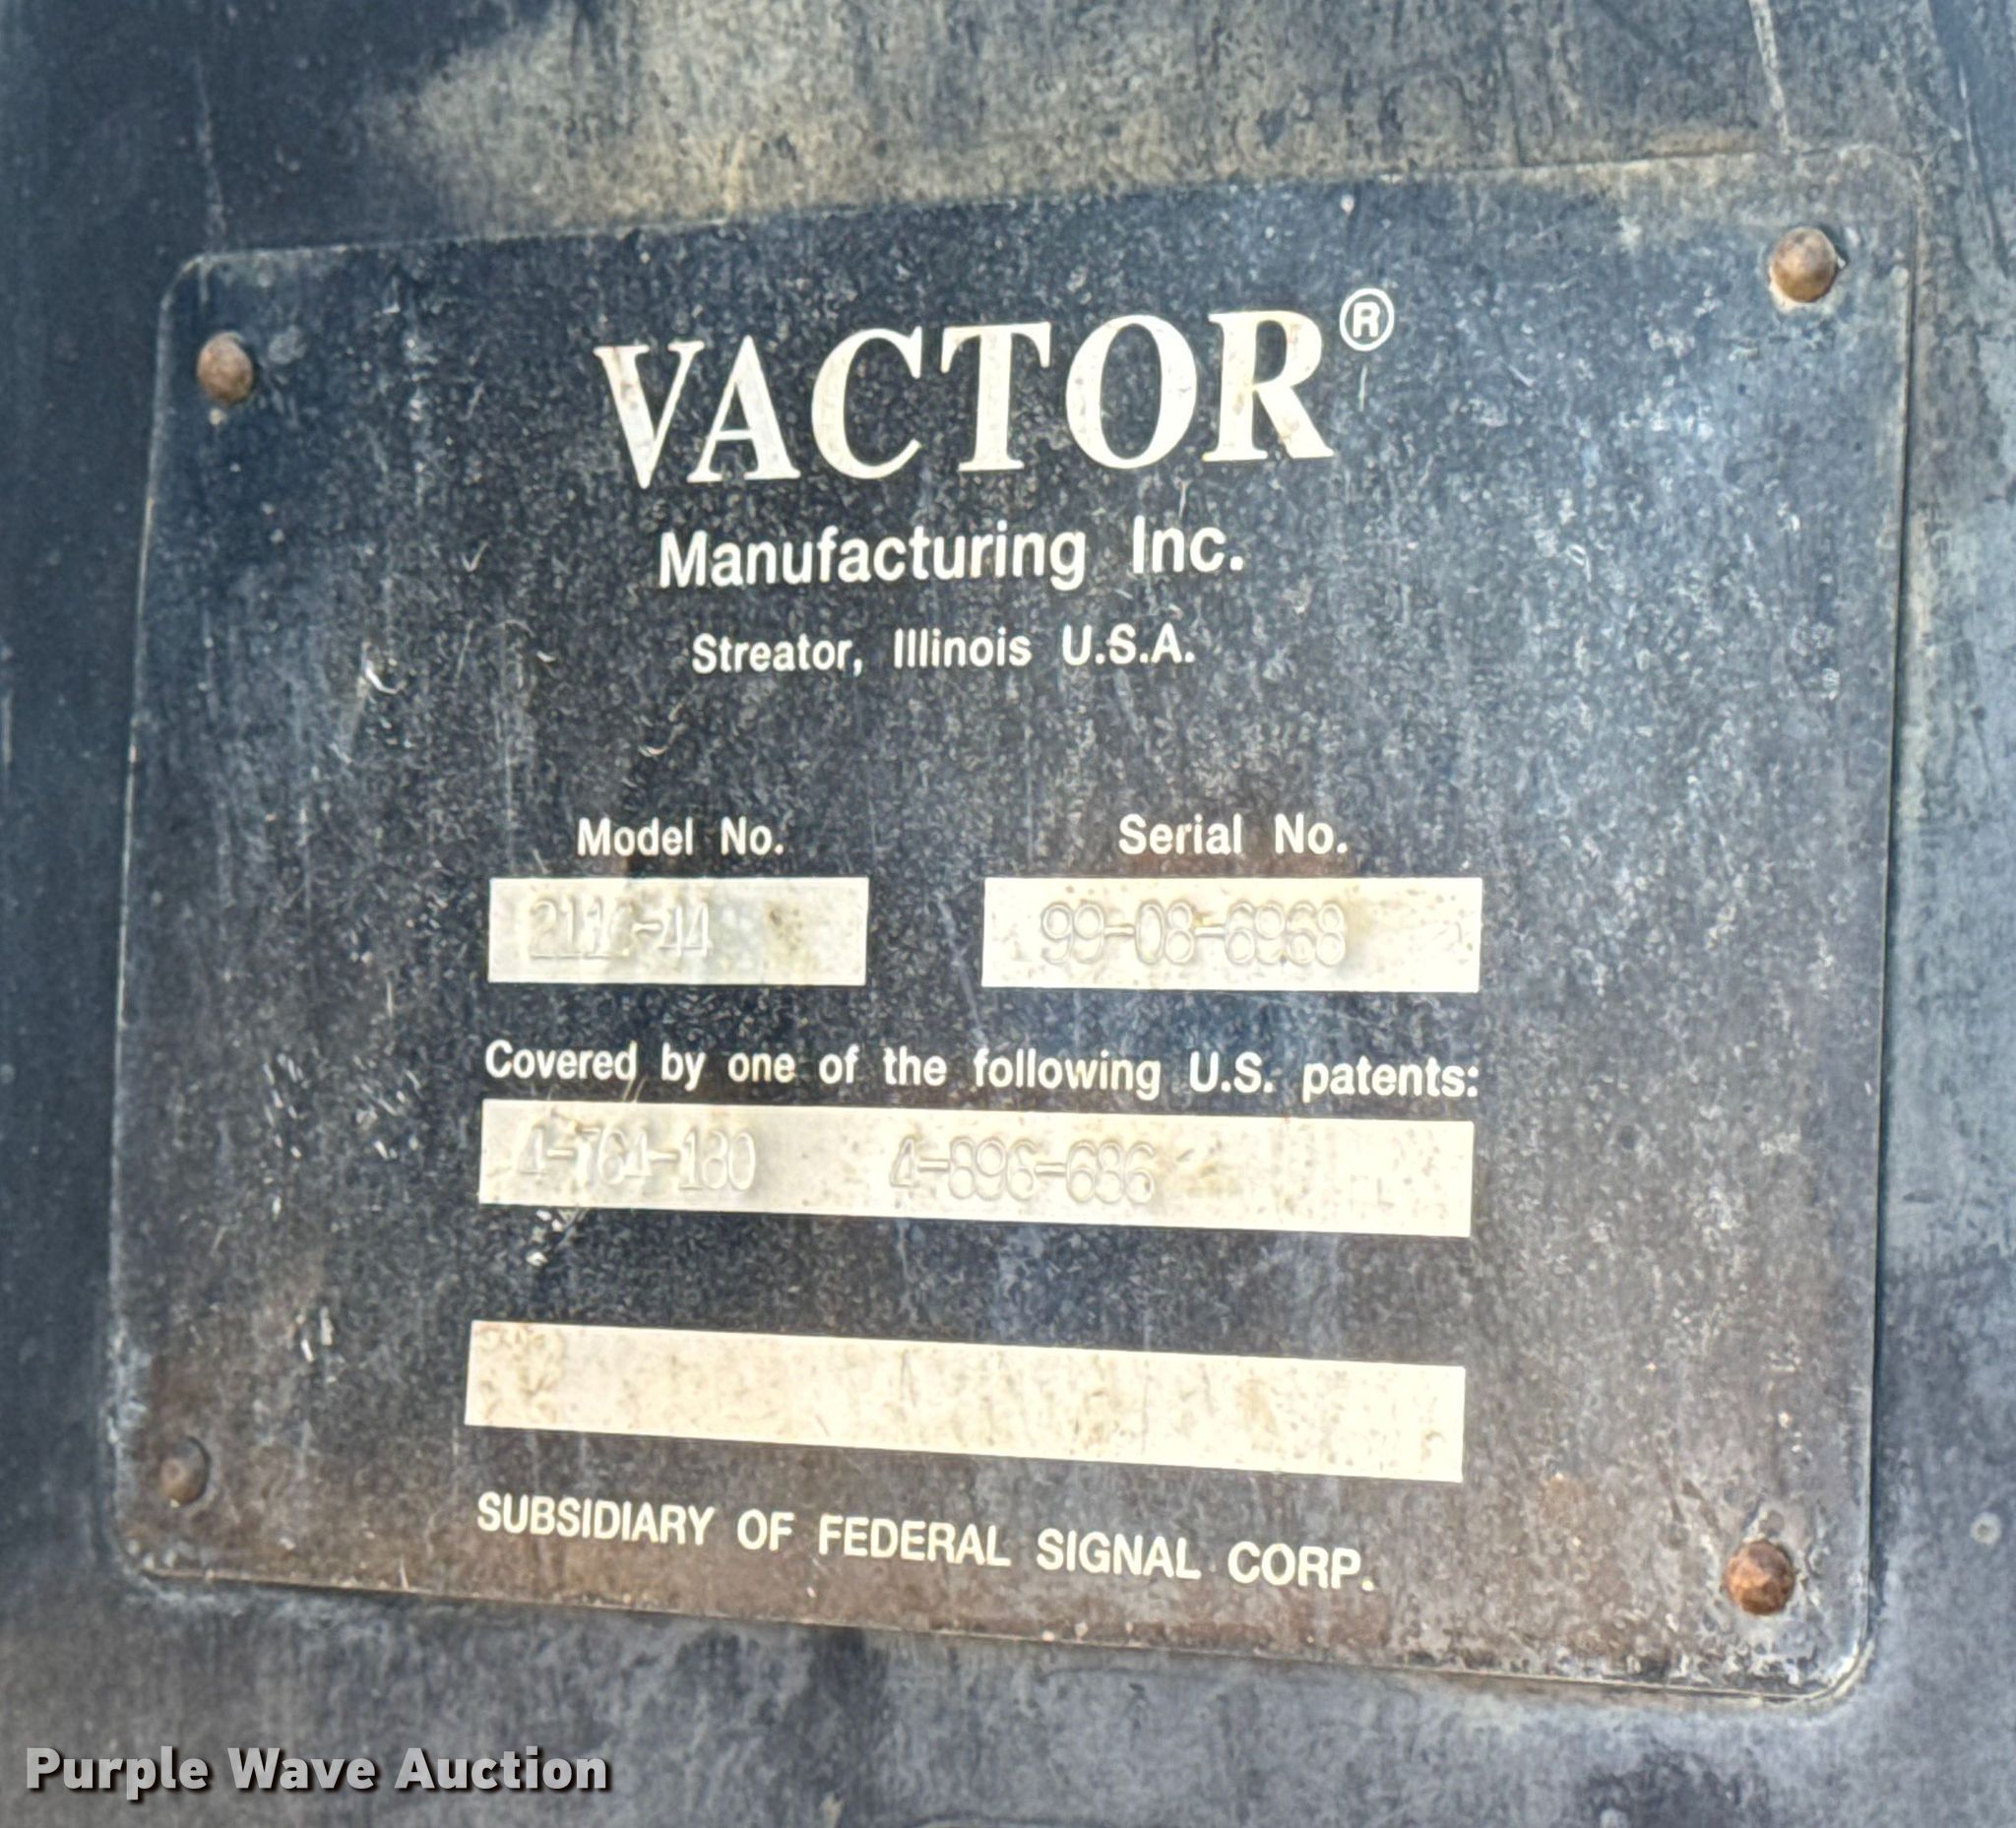 VACTOR®
Manufacturing Inc.
Streator, Illinois U.S.A.
Model No. Serial No.
99-08-6968
Covered by one of the following U.S. patents:
4-764-180 4-896-686
SUBSIDIARY OF FEDERAL SIGNAL CORP.
Purple Wave Auction